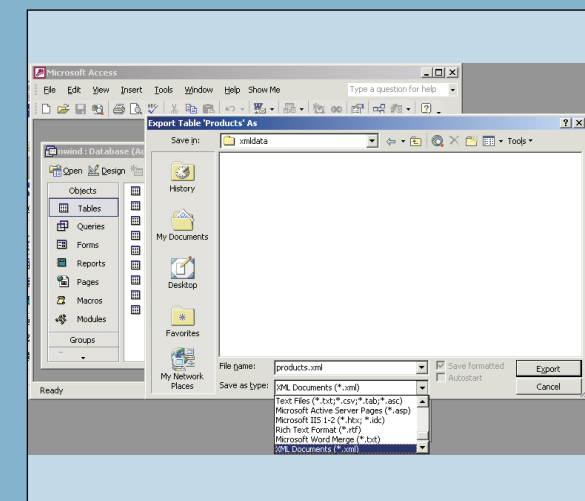 Microsoft Access
File Edit View Insert Tools Window Help Show Me
Type a question for help
Export Table 'Products' As
Save in: xmldata Tools
nwind : Database (Ac
Open Design
Objects
Tables
Queries
Forms
Reports
Pages
Macros
Modules
Groups
History
My Documents
Desktop
Favorites
My Network Places
File name: products.xml
Save as type: XML Documents (*.xml)
Save formatted
Autostart
Export
Cancel
Text Files (*.txt;*.csv;*.tab;*.asc)
Microsoft Active Server Pages (*.asp)
Microsoft IIS 1-2 (*.htx; *.idc)
Rich Text Format (*.rtf)
Microsoft Word Merge (*.txt)
XML Documents (*.xml)
Ready